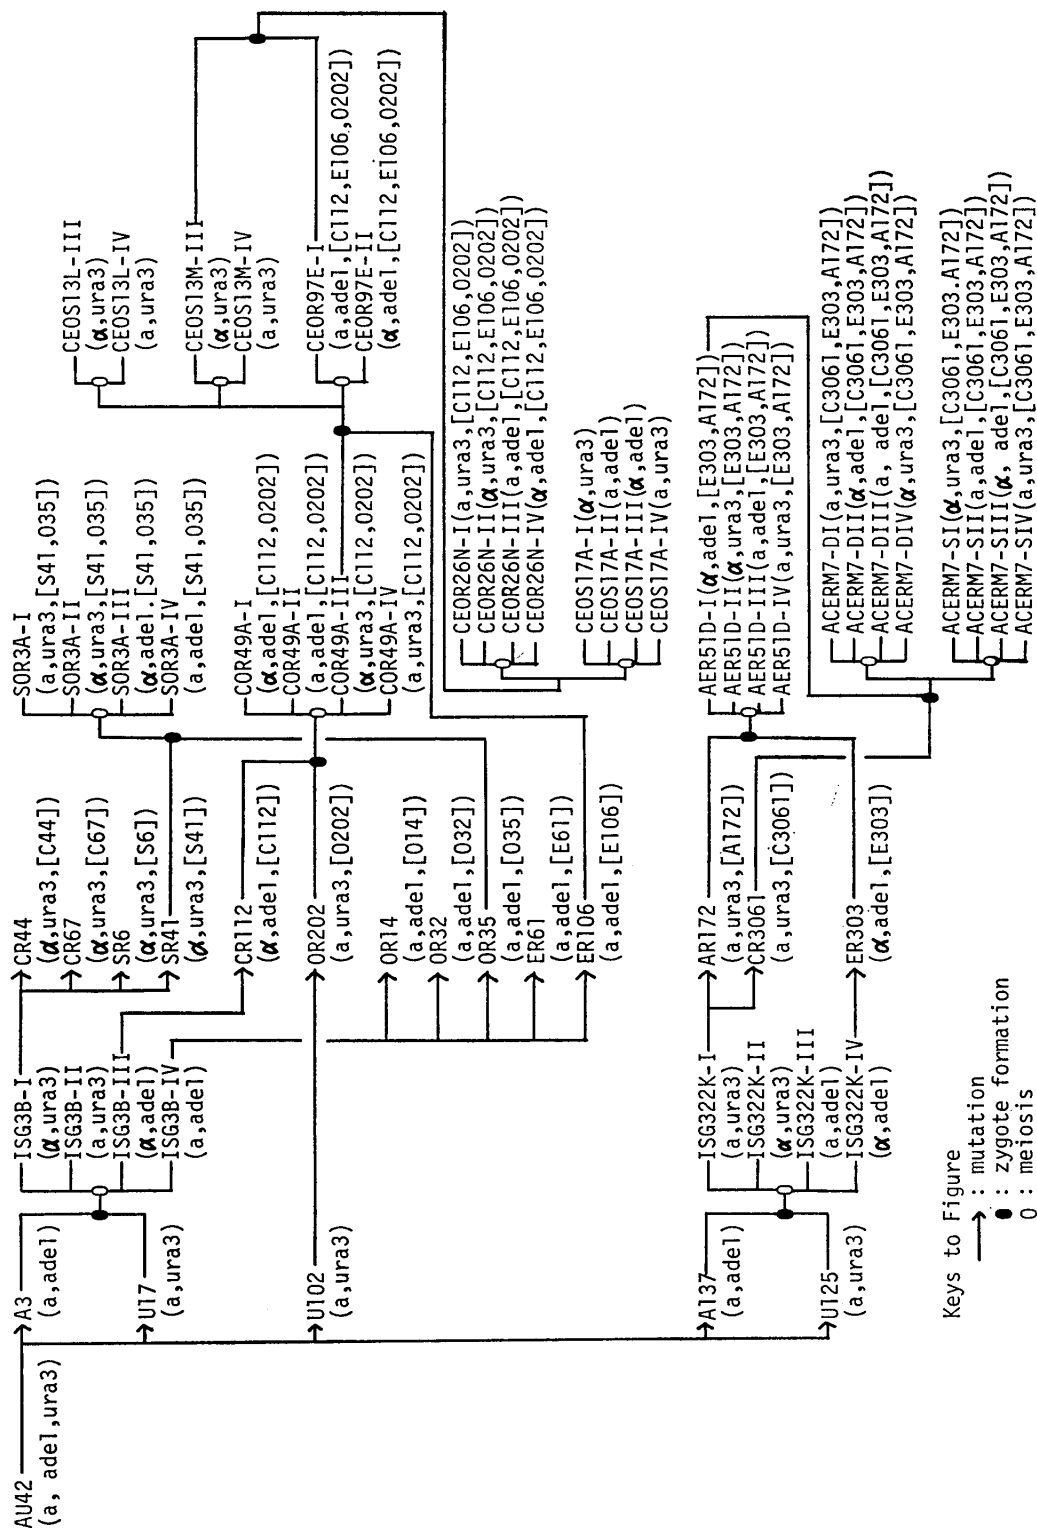 AU42
(a, ade1,ura3)
A3
(a,ade1)
U17
(a,ura3)
U102
(a,ura3)
A137
(a,ade1)
U125
(a,ura3)
ISG3B-I
(α,ura3)
ISG3B-II
(a,ura3)
ISG3B-III
(α,ade1)
ISG3B-IV
(a,ade1)
ISG322K-I
(a,ura3)
ISG322K-II
(α,ura3)
ISG322K-III
(a,ade1)
ISG322K-IV
(α,ade1)
CR44
(α,ura3,[C44])
CR67
(α,ura3,[C67])
SR6
(α,ura3,[S6])
SR41
(α,ura3,[S41])
CR112
(α,ade1,[C112])
OR202
(a,ura3,[O202])
OR14
(a,ade1,[O14])
OR32
(a,ade1,[O32])
OR35
(a,ade1,[O35])
ER61
(a,ade1,[E61])
ER106
(a,ade1,[E106])
AR172
(a,ura3,[A172])
CR3061
(a,ura3,[C3061])
ER303
(α,ade1,[E303])
SOR3A-I
(a,ura3,[S41,O35])
SOR3A-II
(α,ura3,[S41,O35])
SOR3A-III
(α,ade1.[S41,O35])
SOR3A-IV
(a,ade1,[S41,O35])
COR49A-I
(α,ade1,[C112,O202])
COR49A-II
(a,ade1,[C112,O202])
COR49A-III
(α,ura3,[C112,O202])
COR49A-IV
(a,ura3,[C112,O202])
CEOS13L-III
(α,ura3)
CEOS13L-IV
(a,ura3)
CEOS13M-III
(α,ura3)
CEOS13M-IV
(a,ura3)
CEOR97E-I
(a,ade1,[C112,E106,O202])
CEOR97E-II
(α,ade1,[C112,E106,O202])
CEOR26N-I(a,ura3,[C112,E106,O202])
CEOR26N-II(α,ura3,[C112,E106,O202])
CEOR26N-III(a,ade1,[C112,E106,O202])
CEOR26N-IV(α,ade1,[C112,E106,O202])
CEOS17A-I(α,ura3)
CEOS17A-II(a,ade1)
CEOS17A-III(α,ade1)
CEOS17A-IV(a,ura3)
AER51D-I(α,ade1,[E303,A172])
AER51D-II(α,ura3,[E303,A172])
AER51D-III(a,ade1,[E303,A172])
AER51D-IV(a,ura3,[E303,A172])
ACERM7-DI(a,ura3,[C3061,E303,A172])
ACERM7-DII(α,ade1,[C3061,E303,A172])
ACERM7-DIII(a, ade1,[C3061,E303,A172])
ACERM7-DIV(α,ura3,[C3061,E303,A172])
ACERM7-SI(α,ura3,[C3061,E303.A172])
ACERM7-SII(a,ade1,[C3061,E303,A172])
ACERM7-SIII(α, ade1,[C3061,E303,A172])
ACERM7-SIV(a,ura3,[C3061,E303,A172])
Keys to Figure
: mutation
: zygote formation
: meiosis